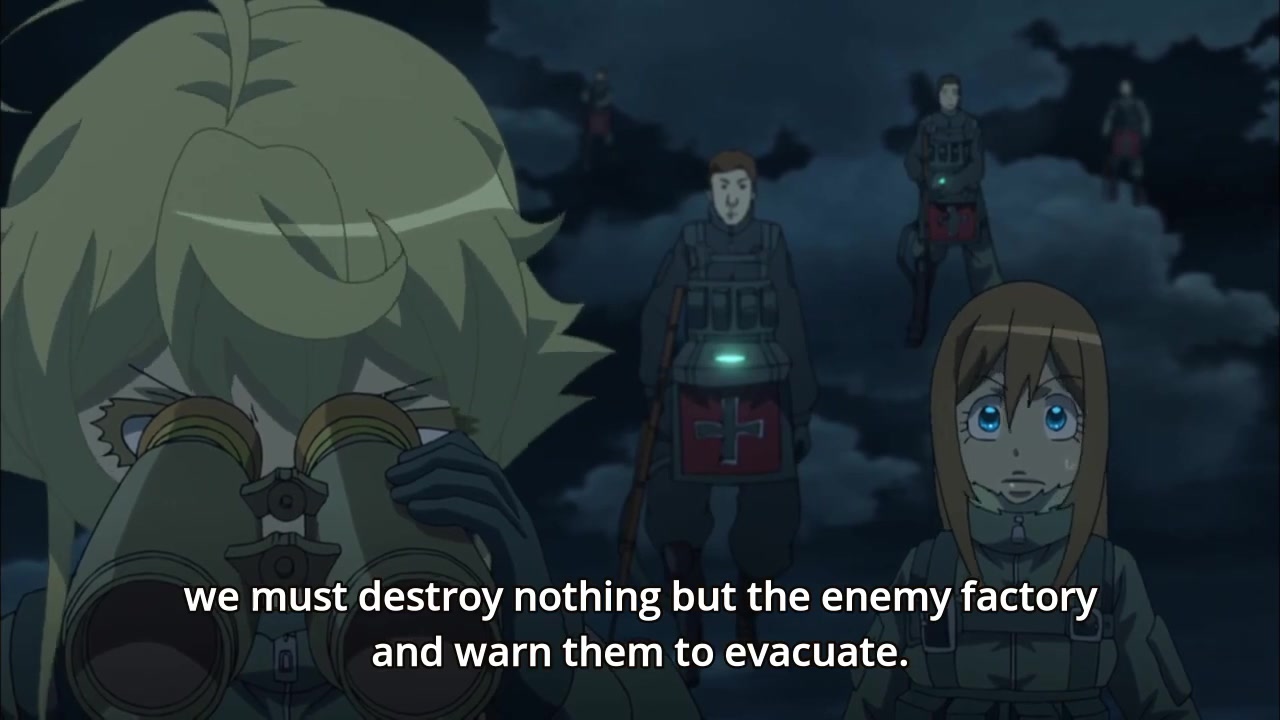 we must destroy nothing but the enemy factory
and warn them to evacuate.